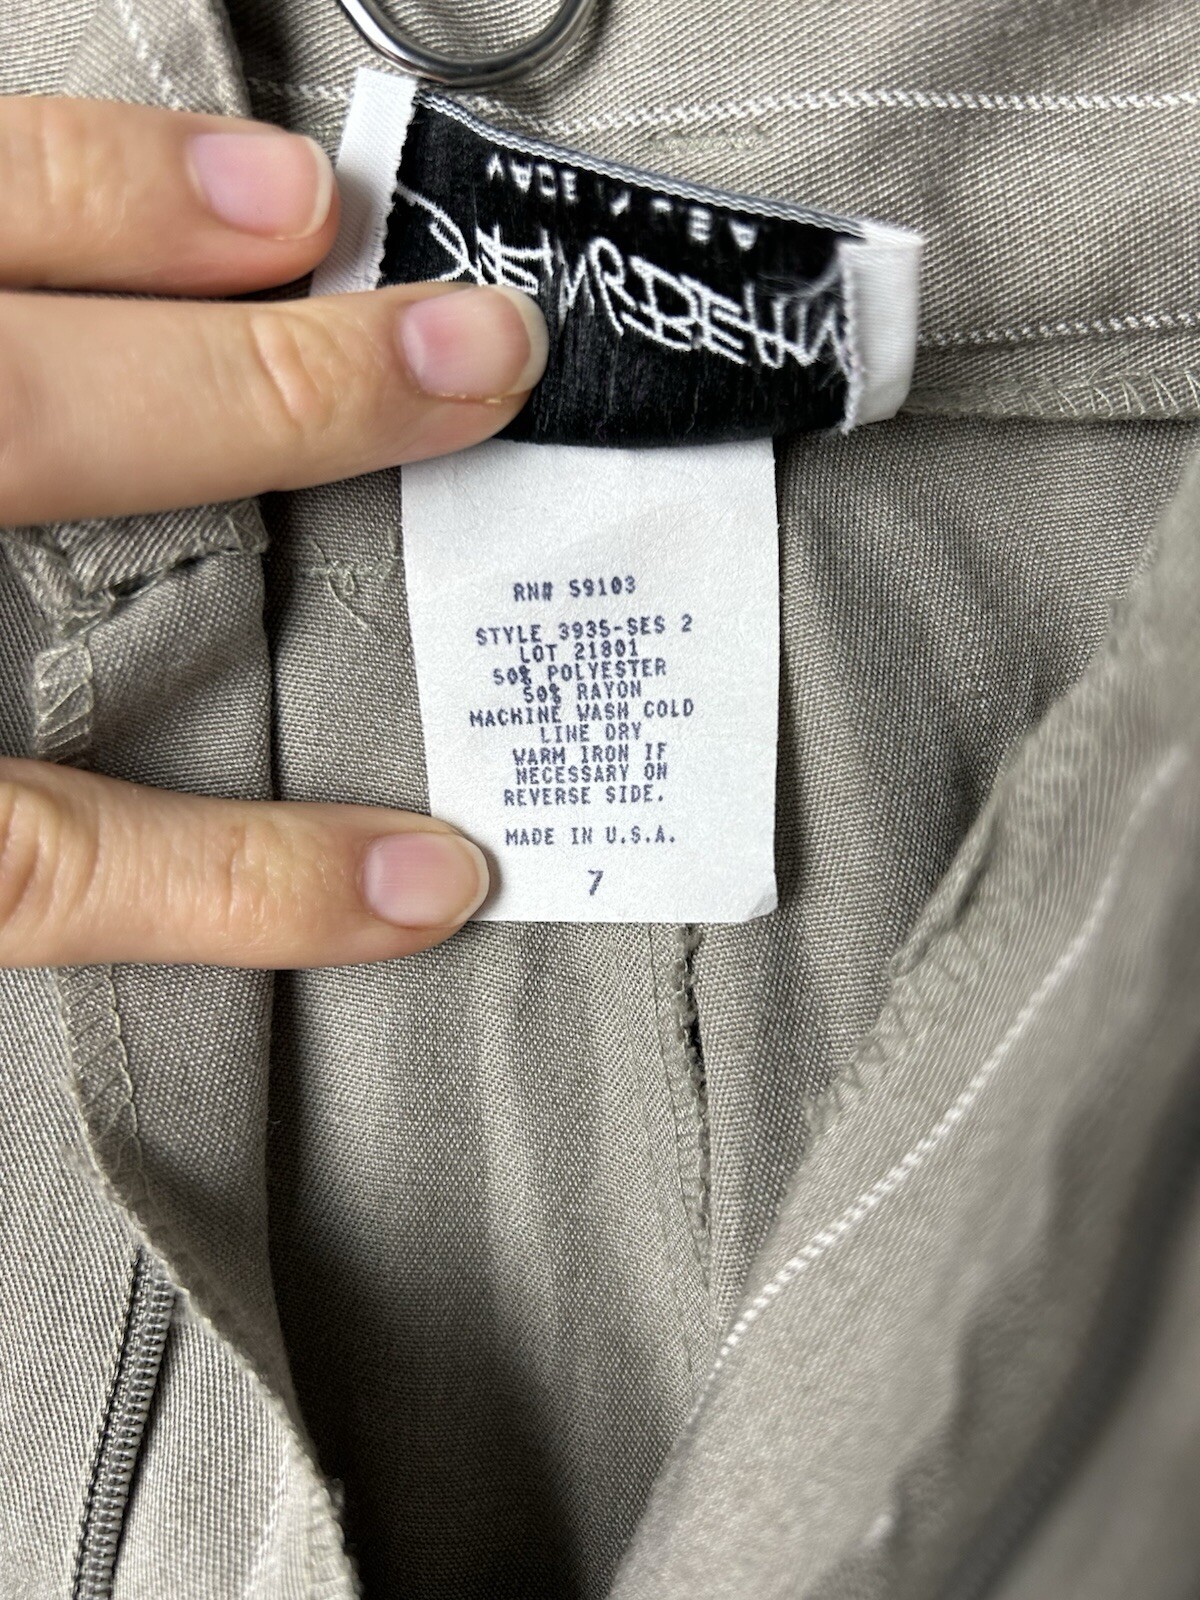 RN# 59103
STYLE 3935-SES 2
LOT 21801
50% POLYESTER
50% RAYON
MACHINE WASH COLD
LINE DRY
WARM IRON IF
NECESSARY ON
REVERSE SIDE.
MADE IN U.S.A.
7